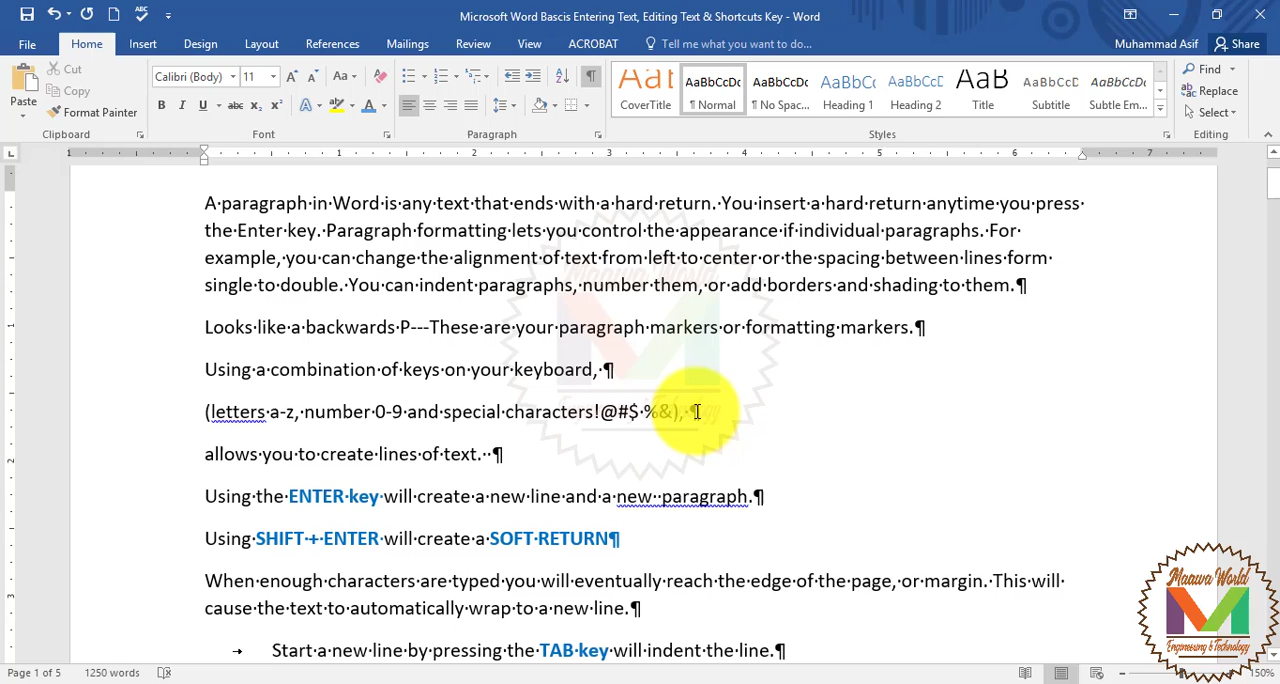 Microsoft Word Bascis Entering Text, Editing Text & Shortcuts Key - Word
File Home Insert Design Layout References Mailings Review View ACROBAT Tell me what you want to do... Muhammad Asif Share
Paste
Cut
Copy
Format Painter
Clipboard
Calibri (Body) 11
Font
Paragraph
AaBbCcDc AaBbCcDc AaBbCc AaBbCcD AaB AaBbCcD AaBbCcD
CoverTitle ¶ Normal ¶ No Spac... Heading 1 Heading 2 Title Subtitle Subtle Em...
Styles
Find
Replace
Select
Editing
1 1 2 3 4 5 6 7
A·paragraph·in·Word·is·any·text·that·ends·with·a·hard·return.··You·insert·a·hard·return·anytime·you·press·
the·Enter·key.··Paragraph·formatting·lets·you·control·the·appearance·if·individual·paragraphs.··For·
example,·you·can·change·the·alignment·of·text·from·left·to·center·or·the·spacing·between·lines·form·
single·to·double.··You·can·indent·paragraphs,·number·them,·or·add·borders·and·shading·to·them.¶
Looks·like·a·backwards·P---These·are·your·paragraph·markers·or·formatting·markers.¶
Using·a·combination·of·keys·on·your·keyboard,·¶
(letters·a-z,·number·0-9·and·special·characters!@#$·%&),·¶
allows·you·to·create·lines·of·text.··¶
Using·the·ENTER·key·will·create·a·new·line·and·a·new··paragraph.¶
Using·SHIFT·+·ENTER·will·create·a·SOFT·RETURN¶
When·enough·characters·are·typed·you·will·eventually·reach·the·edge·of·the·page,·or·margin.··This·will·
cause·the·text·to·automatically·wrap·to·a·new·line.¶
Start·a·new·line·by·pressing·the·TAB·key·will·indent·the·line.¶
Maawa World
Engineering & Technology
Page 1 of 5 1250 words 150%